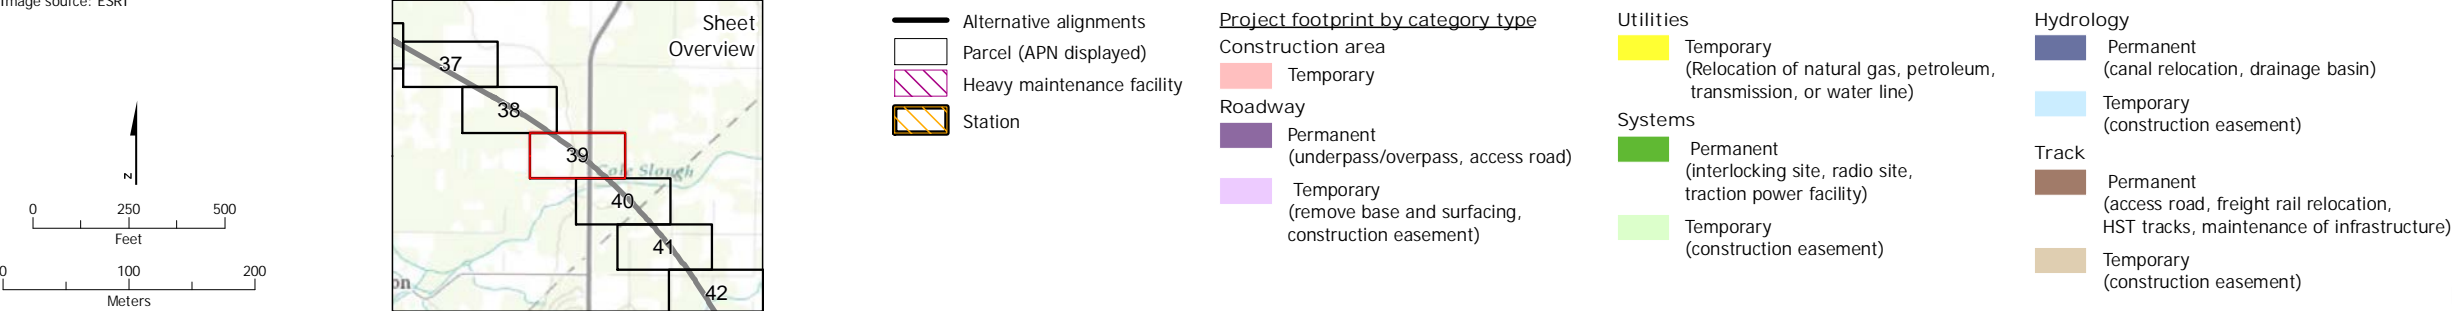 Image source: ESRI
N
0 250 500
Feet
0 100 200
Meters
Sheet
Overview
37
38
39
Cole Slough
40
41
42
on
Alternative alignments
Parcel (APN displayed)
Heavy maintenance facility
Station
Project footprint by category type
Construction area
Temporary
Roadway
Permanent
(underpass/overpass, access road)
Temporary
(remove base and surfacing,
construction easement)
Utilities
Temporary
(Relocation of natural gas, petroleum,
transmission, or water line)
Systems
Permanent
(interlocking site, radio site,
traction power facility)
Temporary
(construction easement)
Hydrology
Permanent
(canal relocation, drainage basin)
Temporary
(construction easement)
Track
Permanent
(access road, freight rail relocation,
HST tracks, maintenance of infrastructure)
Temporary
(construction easement)